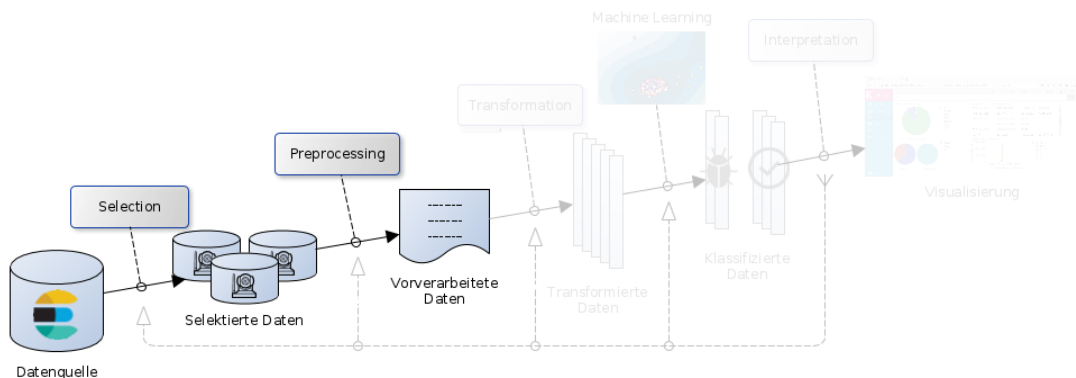 Machine Learning
Interpretation
Transformation
Preprocessing
Selection
Visualisierung
Klassifizierte
Daten
Transformierte
Daten
Vorverarbeitete
Daten
Selektierte Daten
Datenquelle